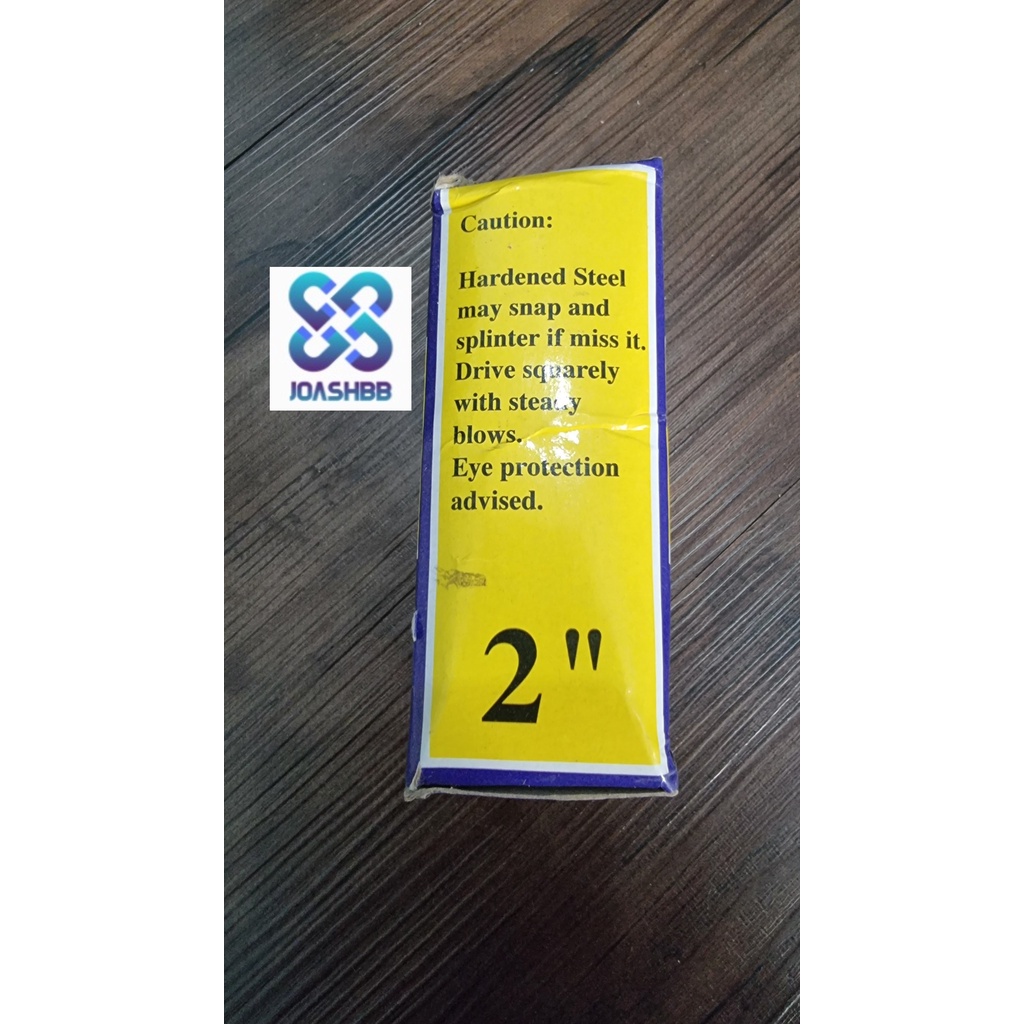 Caution:
Hardened Steel
may snap and
splinter if miss it.
Drive squarely
with steady
blows.
Eye protection
advised.
2"
JOASHBB